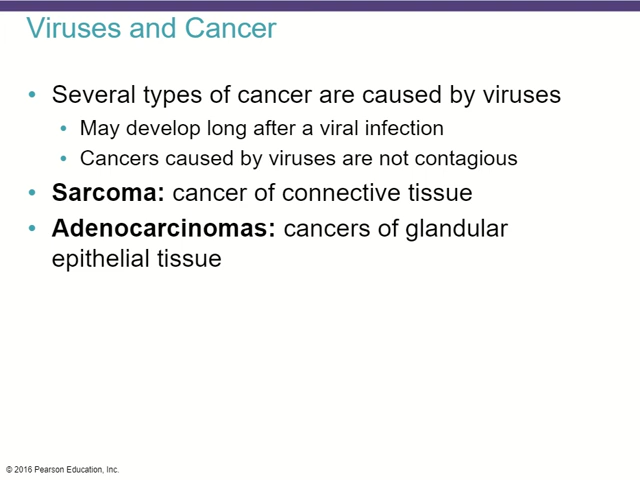 Viruses and Cancer
• Several types of cancer are caused by viruses
• May develop long after a viral infection
• Cancers caused by viruses are not contagious
• Sarcoma: cancer of connective tissue
• Adenocarcinomas: cancers of glandular
epithelial tissue
© 2016 Pearson Education, Inc.